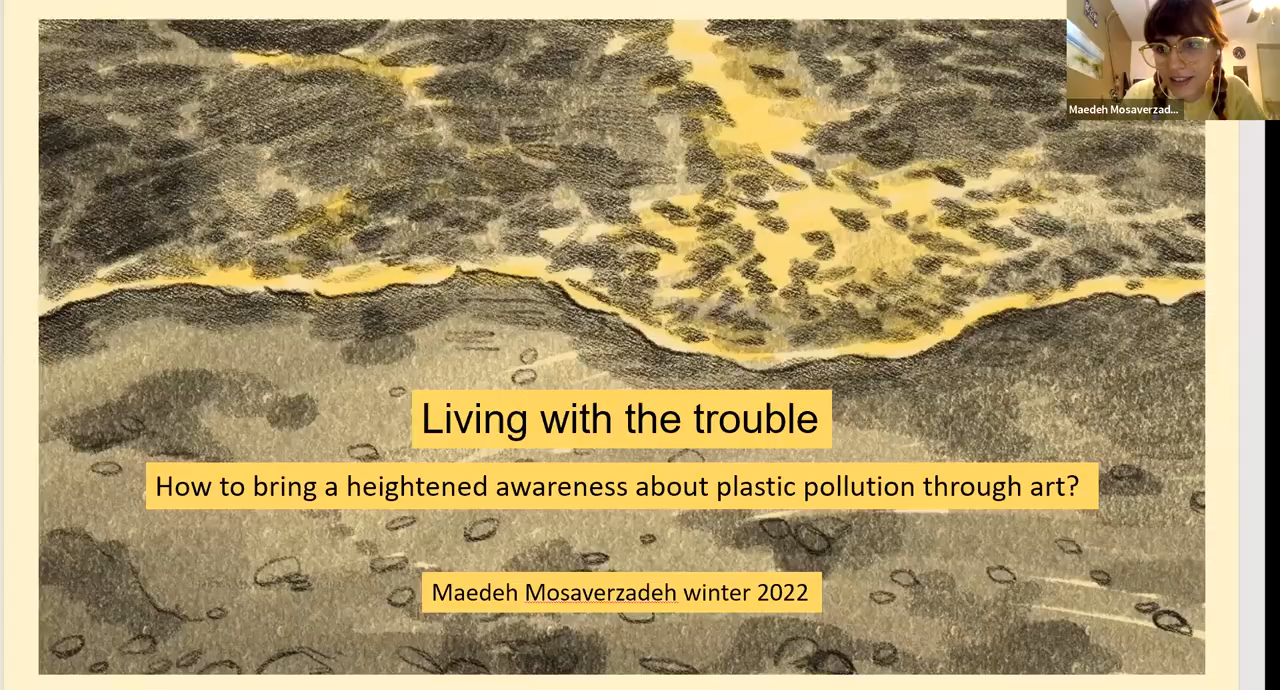 Maedeh Mosaverzad...
Living with the trouble
How to bring a heightened awareness about plastic pollution through art?
Maedeh Mosaverzadeh winter 2022